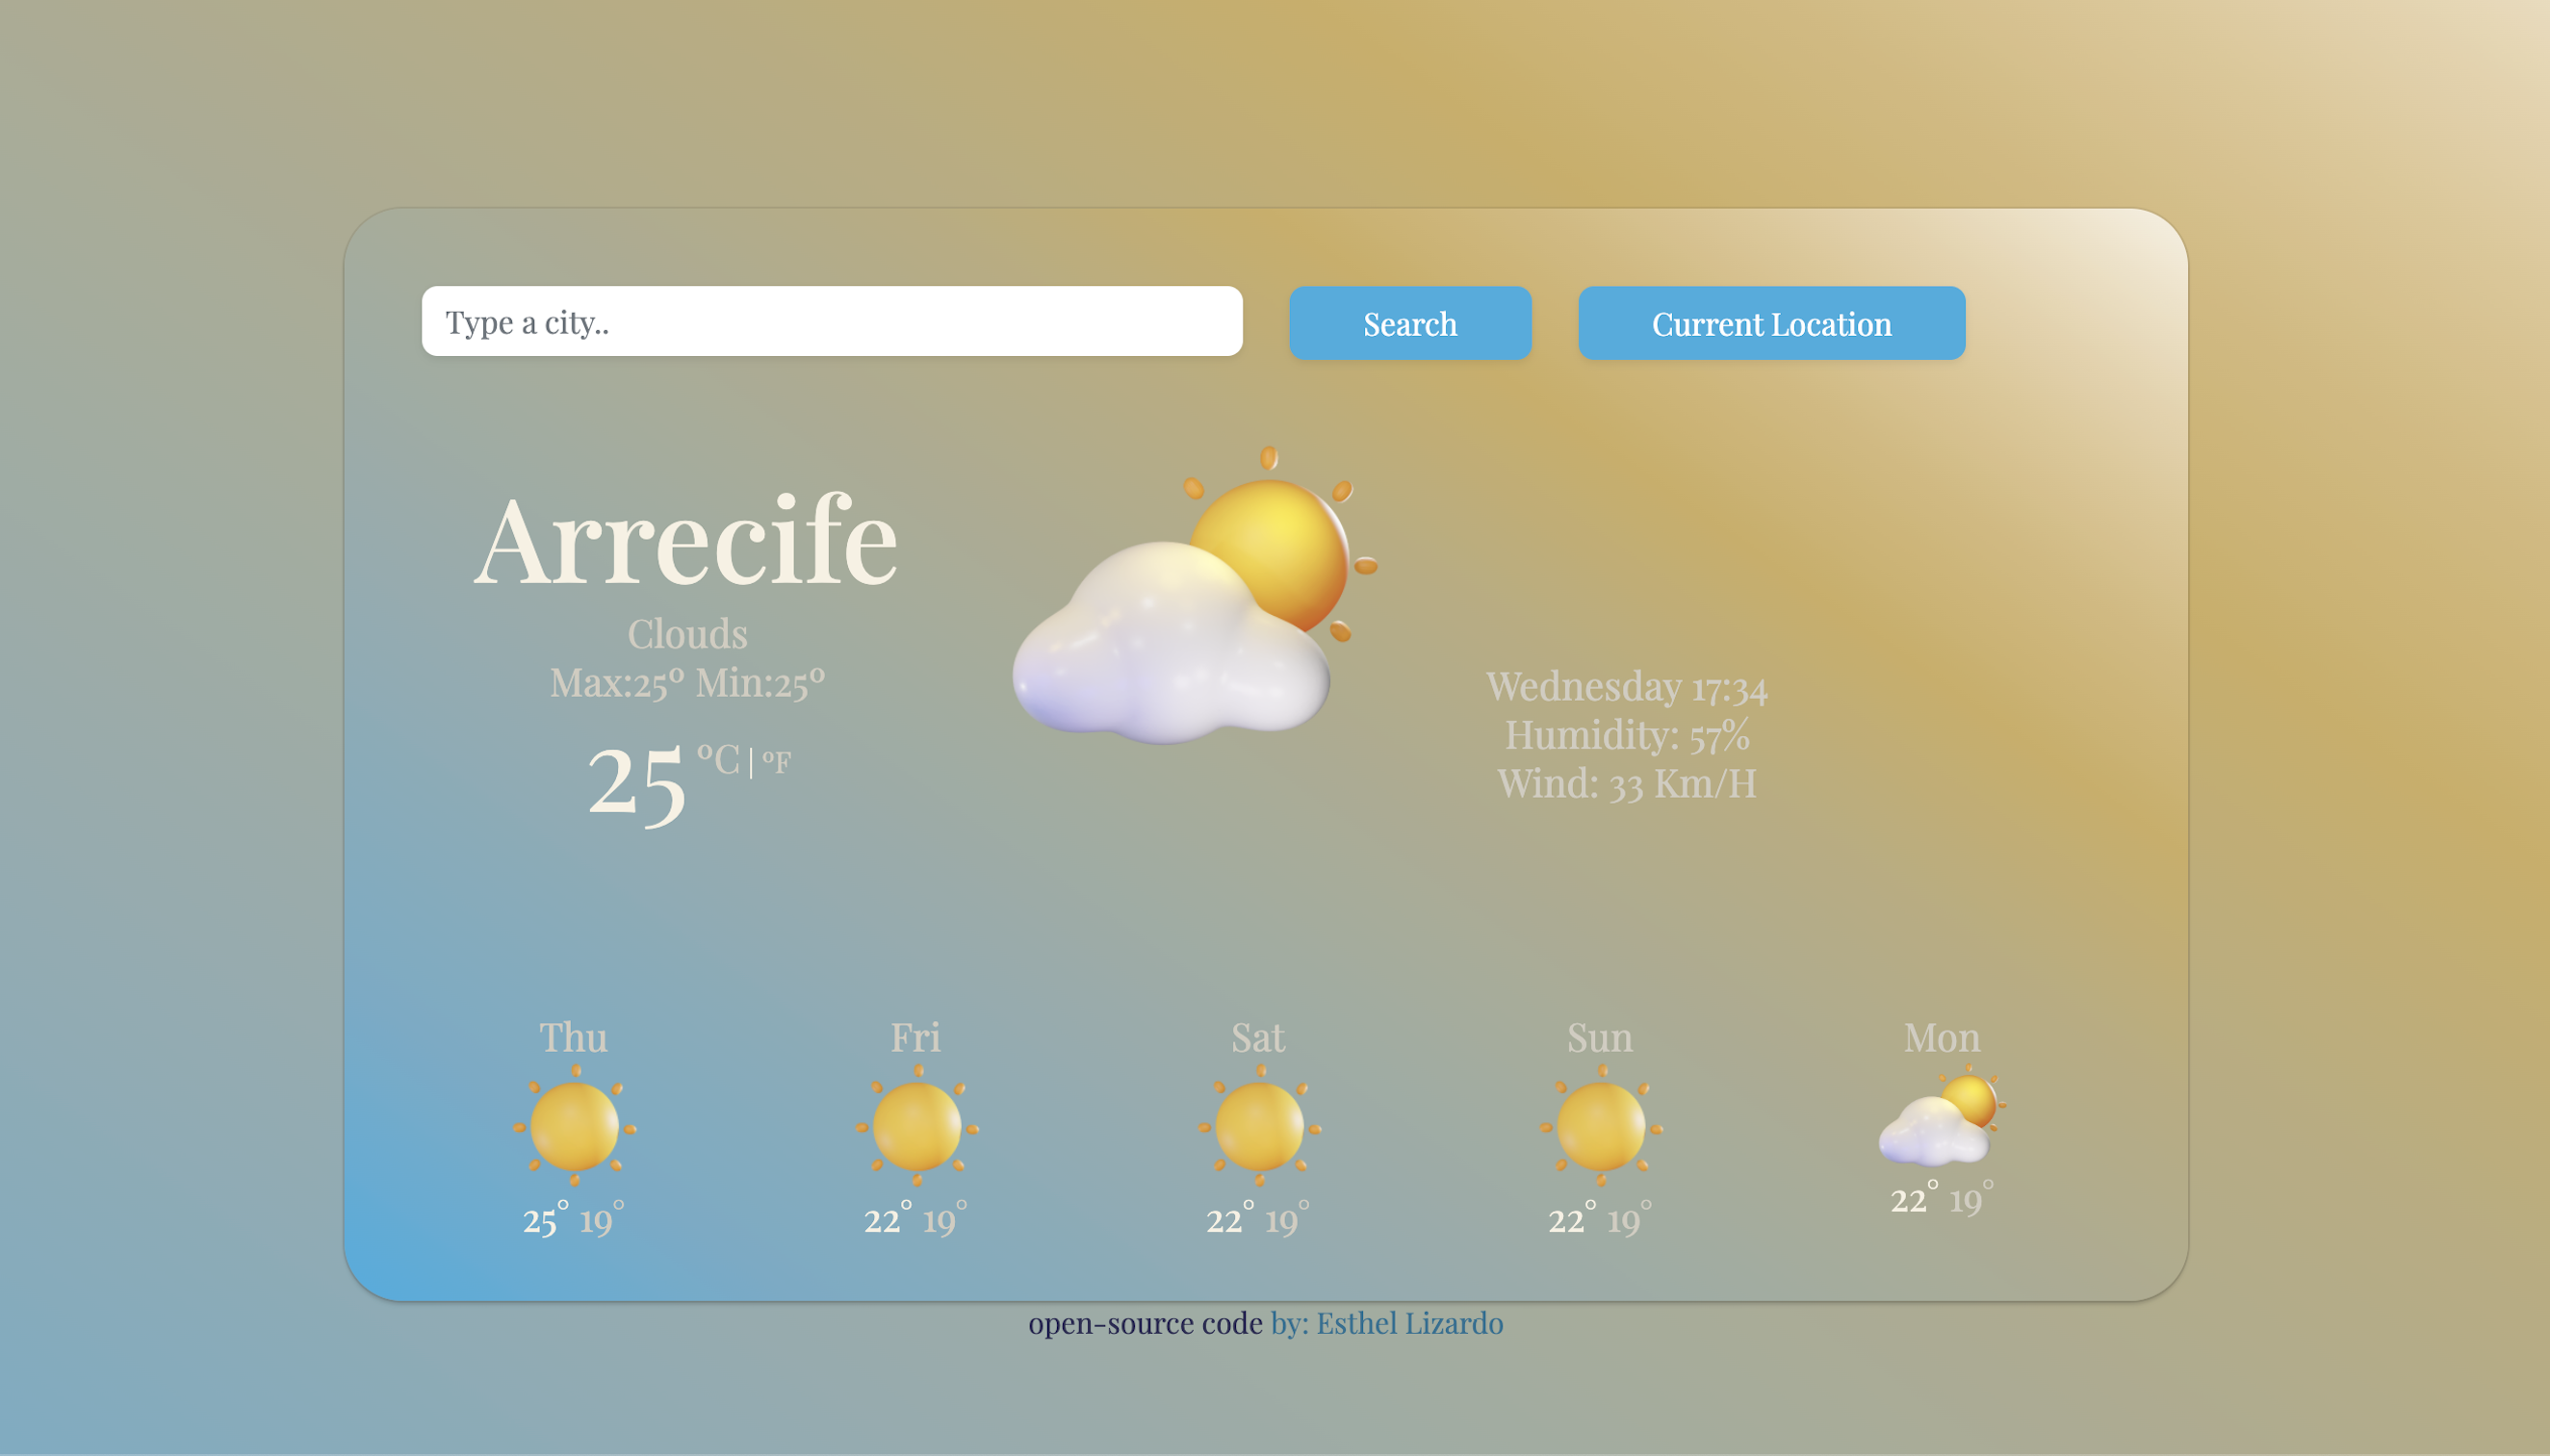 Type a city..
Search
Current Location
Arrecife
Clouds
Max:25º Min:25º
25 ºC | ºF
Wednesday 17:34
Humidity: 57%
Wind: 33 Km/H
Thu
25° 19°
Fri
22° 19°
Sat
22° 19°
Sun
22° 19°
Mon
22° 19°
open-source code by: Esthel Lizardo